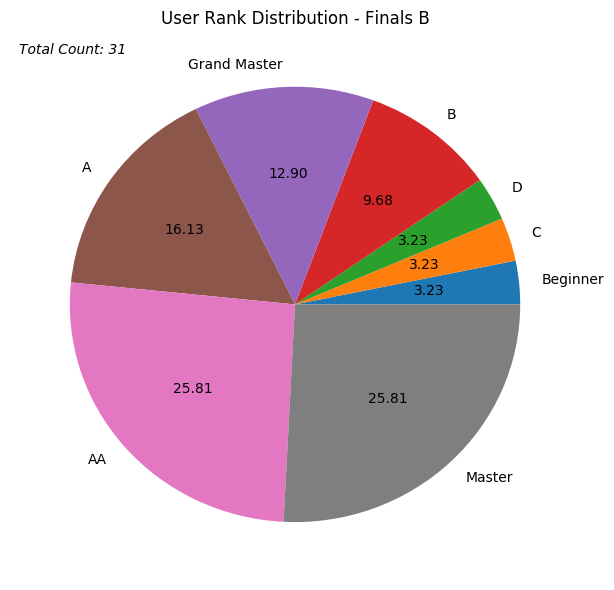 User Rank Distribution - Finals B
Total Count: 31
Grand Master
B
A
D
C
Beginner
12.90
9.68
16.13
3.23
3.23
3.23
25.81
25.81
AA
Master